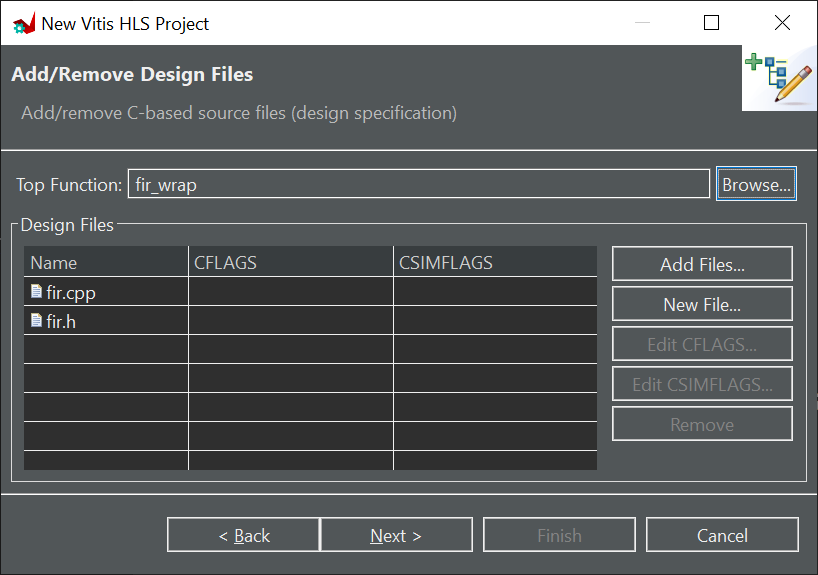 New Vitis HLS Project
Add/Remove Design Files
Add/remove C-based source files (design specification)
Top Function: fir_wrap Browse...
Design Files
Name CFLAGS CSIMFLAGS
fir.cpp
fir.h
Add Files...
New File...
Edit CFLAGS...
Edit CSIMFLAGS...
Remove
< Back Next > Finish Cancel